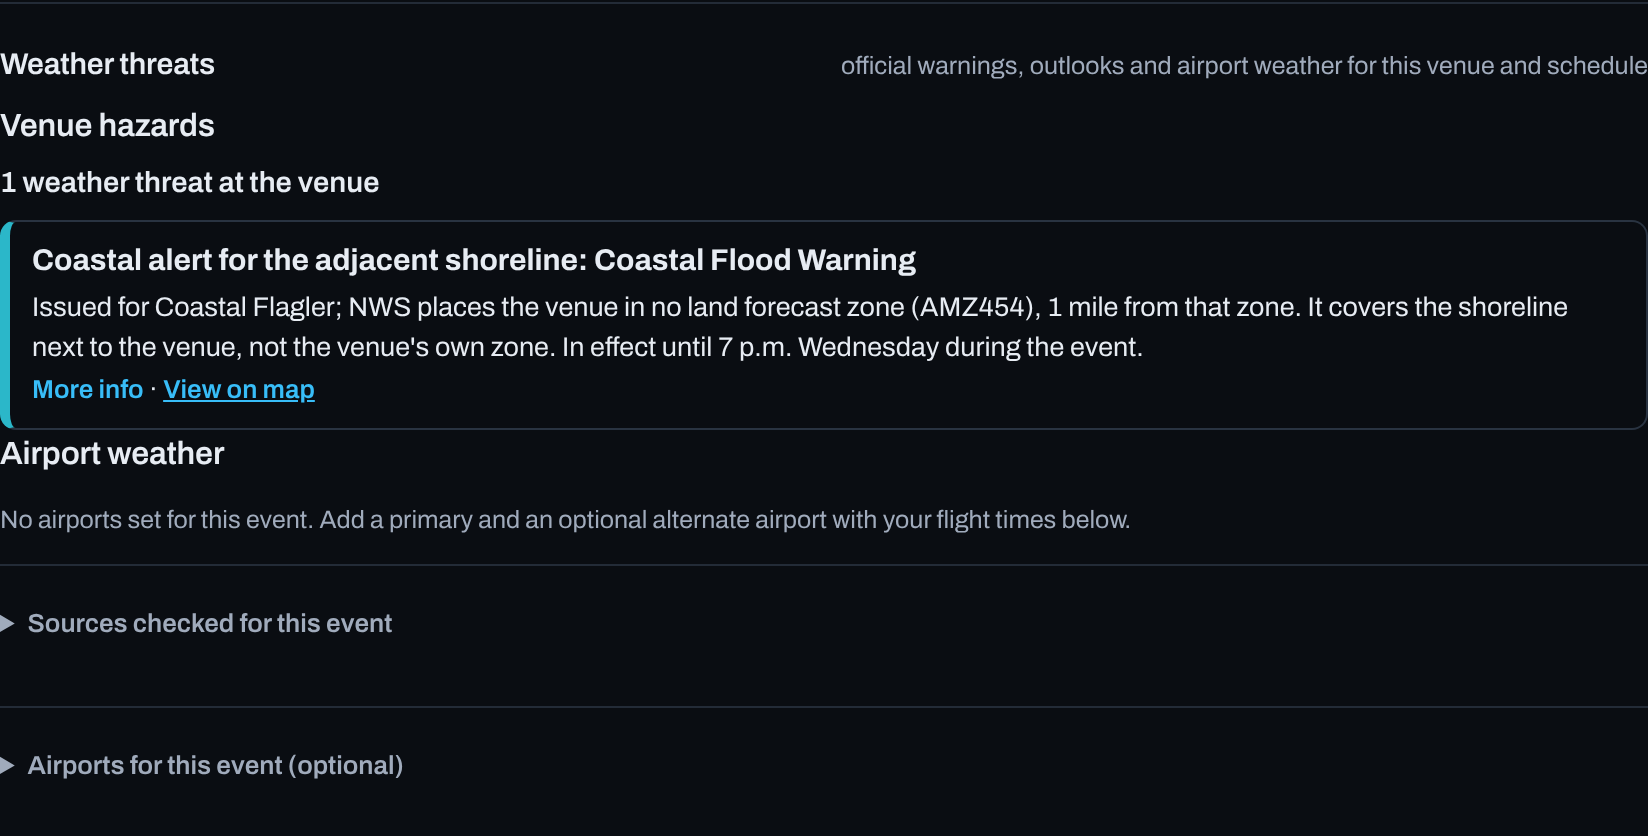 Weather threats
official warnings, outlooks and airport weather for this venue and schedule
Venue hazards
1 weather threat at the venue
Coastal alert for the adjacent shoreline: Coastal Flood Warning
Issued for Coastal Flagler; NWS places the venue in no land forecast zone (AMZ454), 1 mile from that zone. It covers the shoreline
next to the venue, not the venue's own zone. In effect until 7 p.m. Wednesday during the event.
More info · View on map
Airport weather
No airports set for this event. Add a primary and an optional alternate airport with your flight times below.
Sources checked for this event
Airports for this event (optional)